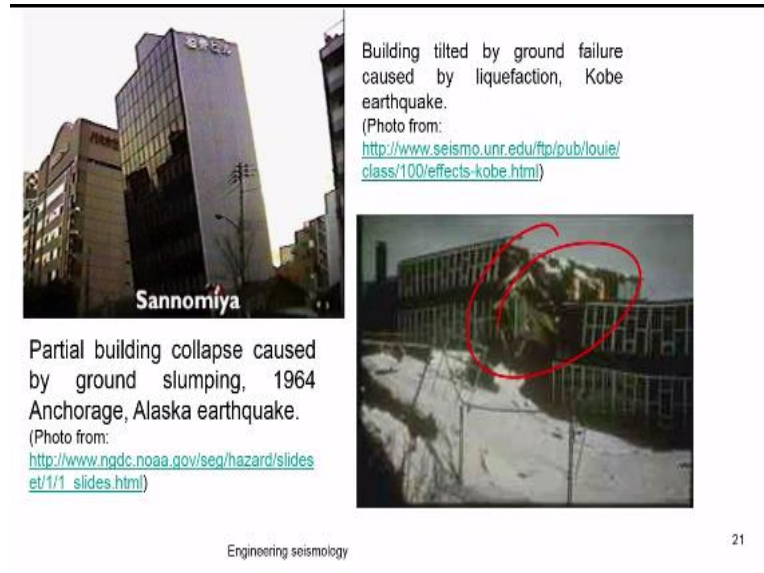 Building tilted by ground failure
caused by liquefaction, Kobe
earthquake.
(Photo from:
http://www.seismo.unr.edu/ftp/pub/louie/
class/100/effects-kobe.html)
Sannomiya
Partial building collapse caused
by ground slumping, 1964
Anchorage, Alaska earthquake.
(Photo from:
http://www.ngdc.noaa.gov/seg/hazard/slides
et/1/1_slides.html)
Engineering seismology
21